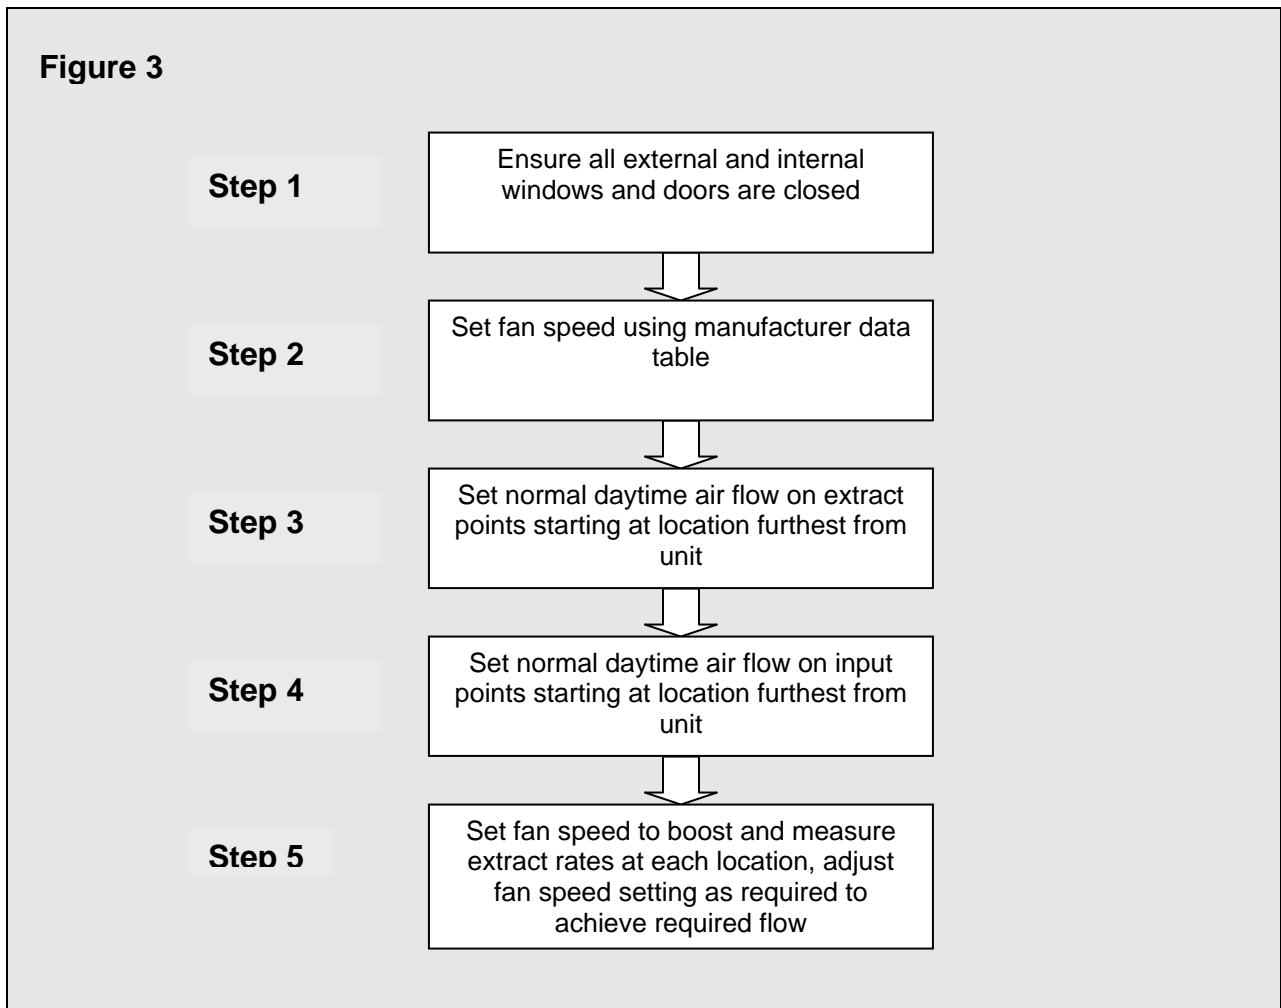 Figure 3
Step 1
Ensure all external and internal
windows and doors are closed
Step 2
Set fan speed using manufacturer data
table
Step 3
Set normal daytime air flow on extract
points starting at location furthest from
unit
Step 4
Set normal daytime air flow on input
points starting at location furthest from
unit
Step 5
Set fan speed to boost and measure
extract rates at each location, adjust
fan speed setting as required to
achieve required flow